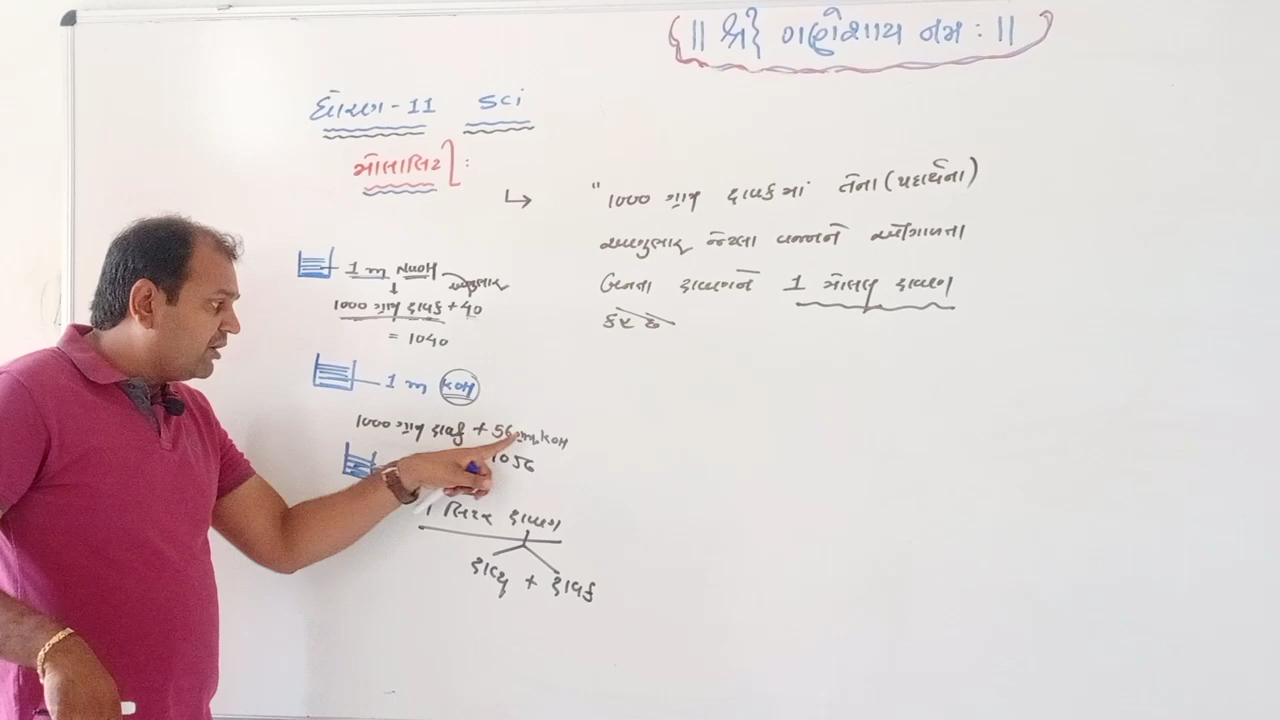 || શ્રી ગણેશાય નમઃ ||
ધોરણ - 11 Sci
મોલાલિટી :
↳ " 1000 ગ્રામ દ્રાવકમાં તેના (પદાર્થના)
અણુભાર જેટલા વજનને ઓગાળતા
બનતા દ્રાવણને 1 મોલલ દ્રાવણ
કહે છે
1 m NaOH
અણુભાર
1000 ગ્રામ દ્રાવક + 40
= 1040
1 m KOH
1000 ગ્રામ દ્રાવક + 56 ગ્રામ KOH
1056
1 લિટર દ્રાવણ
દ્રાવ્ય + દ્રાવક